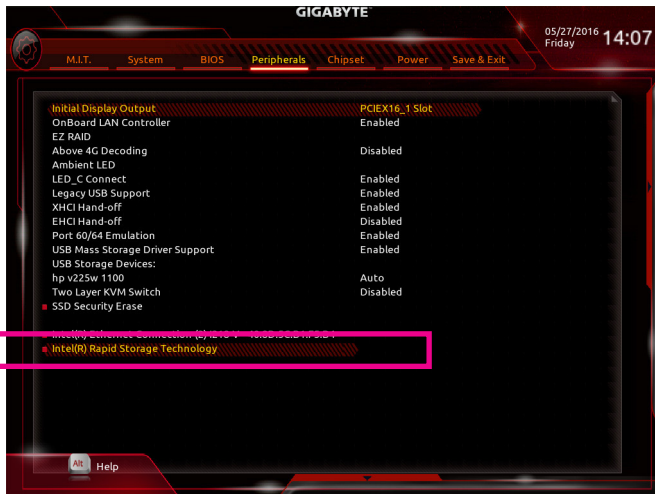 GIGABYTE
05/27/2016 Friday 14:07
M.I.T. System BIOS Peripherals Chipset Power Save & Exit
Initial Display Output PCIEX16_1 Slot
OnBoard LAN Controller Enabled
EZ RAID
Above 4G Decoding Disabled
Ambient LED
LED_C Connect Enabled
Legacy USB Support Enabled
XHCI Hand-off Enabled
EHCI Hand-off Disabled
Port 60/64 Emulation Enabled
USB Mass Storage Driver Support Enabled
USB Storage Devices:
hp v225w 1100 Auto
Two Layer KVM Switch Disabled
SSD Security Erase
Intel(R) Ethernet Connection
Intel(R) Rapid Storage Technology
Alt Help